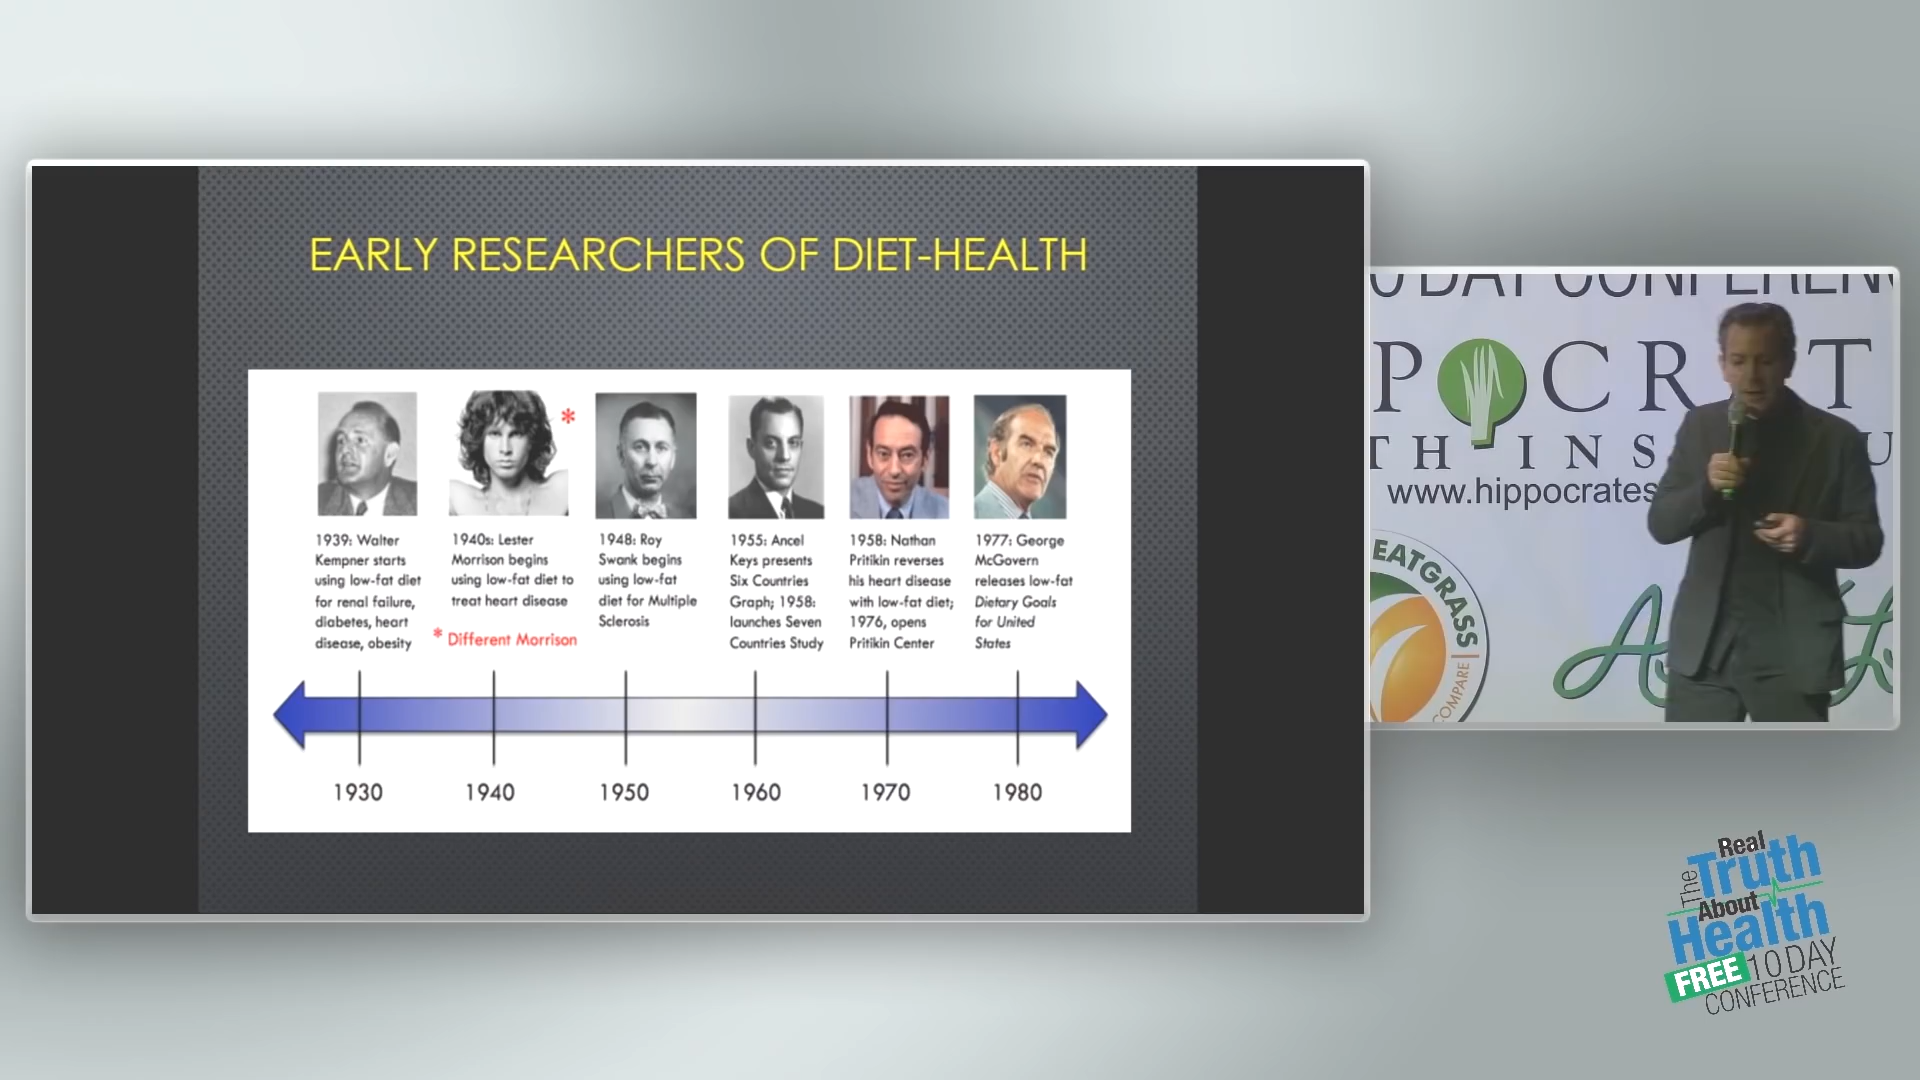 EARLY RESEARCHERS OF DIET-HEALTH
*
1939: Walter
Kempner starts
using low-fat diet
for renal failure,
diabetes, heart
disease, obesity
1940s: Lester
Morrison begins
using low-fat diet to
treat heart disease
* Different Morrison
1948: Roy
Swank begins
using low-fat
diet for Multiple
Sclerosis
1955: Ancel
Keys presents
Six Countries
Graph; 1958:
launches Seven
Countries Study
1958: Nathan
Pritikin reverses
his heart disease
with low-fat diet;
1976, opens
Pritikin Center
1977: George
McGovern
releases low-fat
Dietary Goals
for United
States
1930 1940 1950 1960 1970 1980
DAY CONFEREN
P CR T
TH INS U
www.hippocrates
EATGRASS
COMPARE
The Real
Truth
About
Health
FREE 10 DAY
CONFERENCE